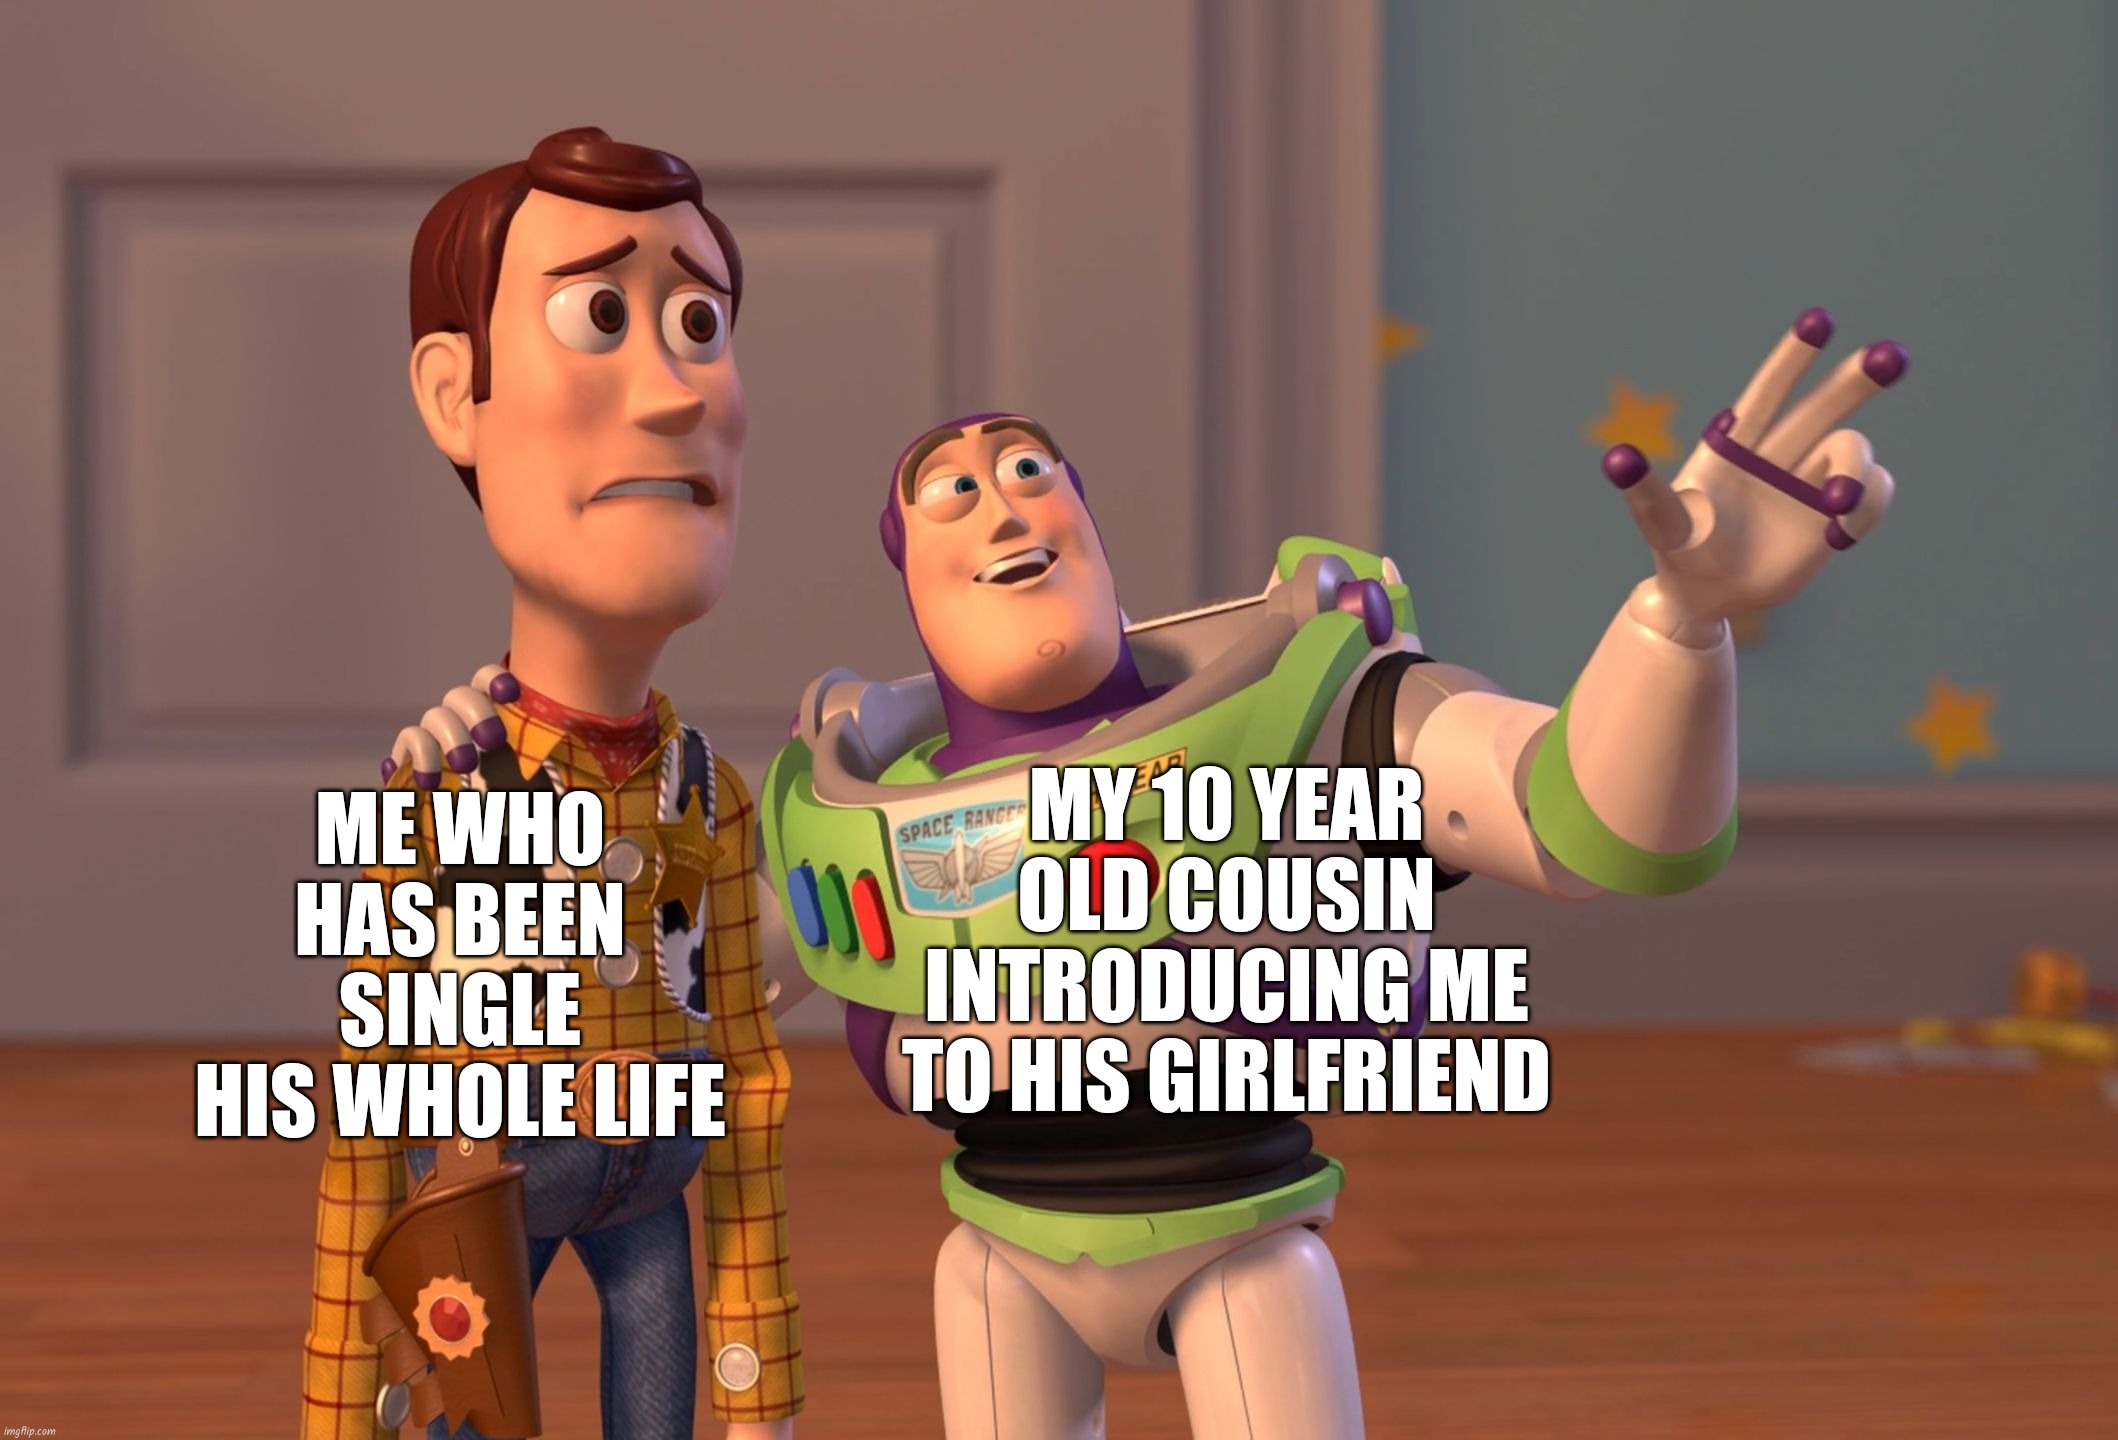 ME WHO
HAS BEEN
SINGLE
HIS WHOLE LIFE
SPACE RANGER
MY 10 YEAR
OLD COUSIN
INTRODUCING ME
TO HIS GIRLFRIEND
imgflip.com